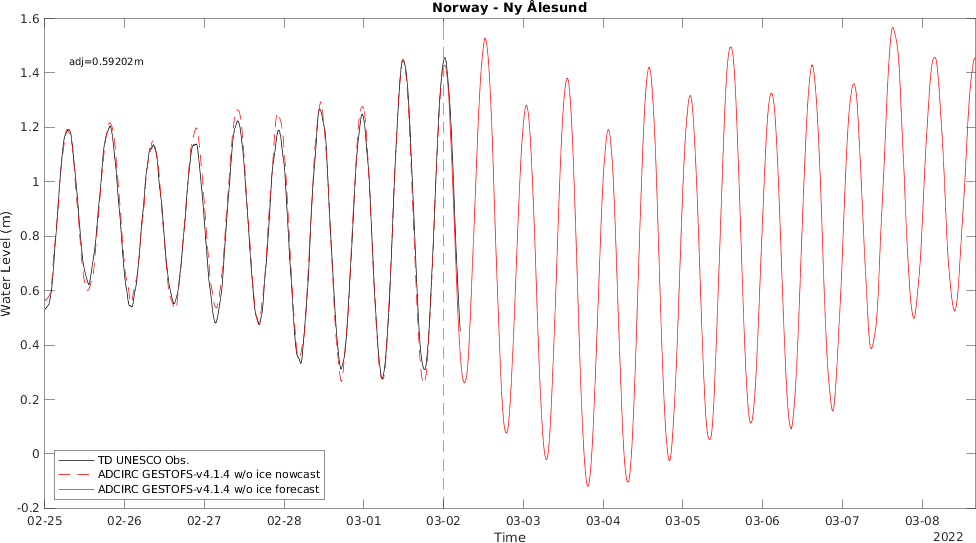 Norway - Ny Ålesund
adj=0.59202m
1.6
1.4
1.2
1
0.8
0.6
0.4
0.2
0
-0.2
Water Level (m)
TD UNESCO Obs.
ADCIRC GESTOFS-v4.1.4 w/o ice nowcast
ADCIRC GESTOFS-v4.1.4 w/o ice forecast
02-25 02-26 02-27 02-28 03-01 03-02 03-03 03-04 03-05 03-06 03-07 03-08
Time
2022